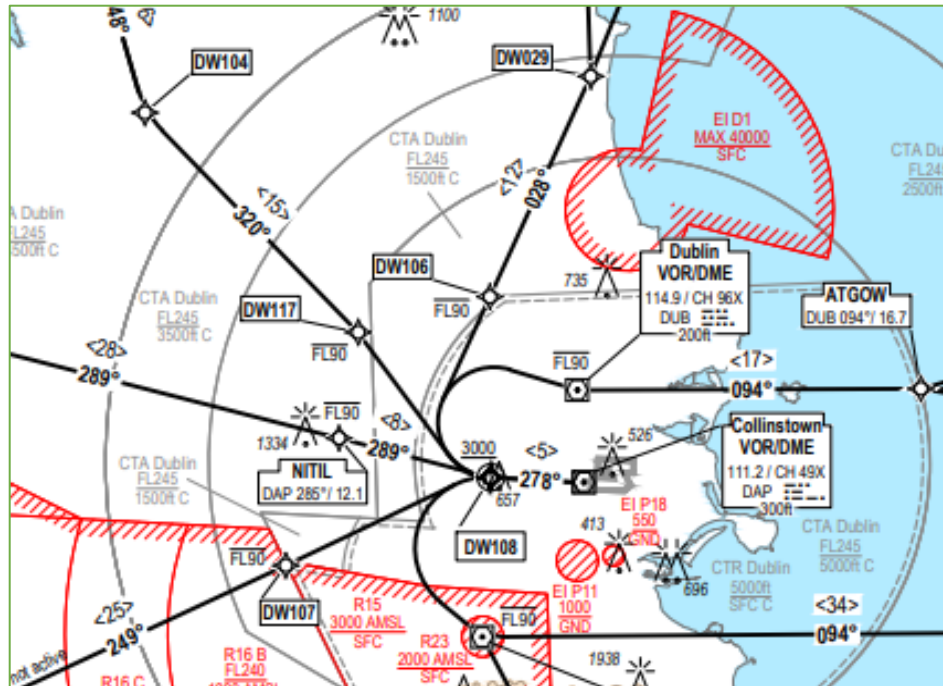 48°
1100
DW104
DW029
EI D1
MAX 40000
SFC
CTA Dublin
FL245
1500ft C
<12>
028°
<15>
320°
CTA Dublin
DW106
FL90
735
Dublin
VOR/DME
114.9 / CH 96X
DUB
200ft
ATGOW
DUB 094°/ 16.7
CTA Dublin
FL245
3500ft C
DW117
FL90
FL90
<17>
094°
<28>
289°
FL90
1334
<8>
289°
NITIL
DAP 285°/ 12.1
3000
657
<5>
278°
526
Collinstown
VOR/DME
111.2 / CH 49X
DAP
300ft
CTA Dublin
FL245
1500ft C
DW108
EI P18
550
GND
413
696
EI P11
1000
GND
CTR Dublin
5000ft
SFC C
CTA Dublin
FL245
5000ft C
FL90
DW107
R15
3000 AMSL
SFC
R23
2000 AMSL
SFC
FL90
<34>
094°
1938
<25>
249°
not active
R16 B
FL240
R16 C